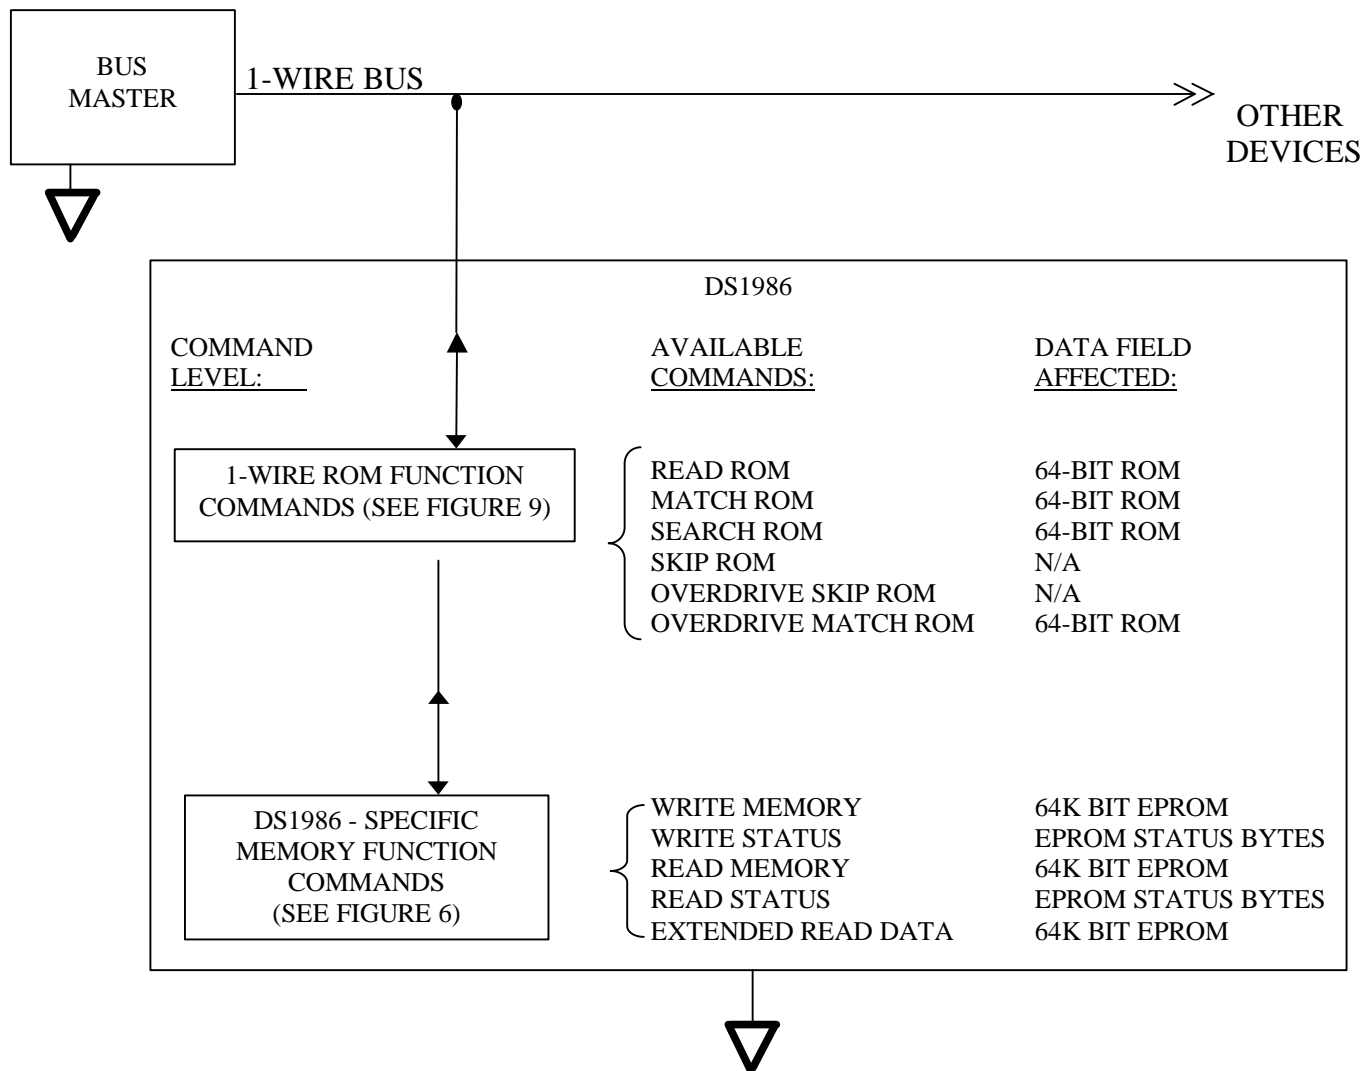 BUS
MASTER
1-WIRE BUS
OTHER
DEVICES
DS1986
COMMAND
LEVEL:
AVAILABLE
COMMANDS:
DATA FIELD
AFFECTED:
1-WIRE ROM FUNCTION
COMMANDS (SEE FIGURE 9)
READ ROM 64-BIT ROM
MATCH ROM 64-BIT ROM
SEARCH ROM 64-BIT ROM
SKIP ROM N/A
OVERDRIVE SKIP ROM N/A
OVERDRIVE MATCH ROM 64-BIT ROM
DS1986 - SPECIFIC
MEMORY FUNCTION
COMMANDS
(SEE FIGURE 6)
WRITE MEMORY 64K BIT EPROM
WRITE STATUS EPROM STATUS BYTES
READ MEMORY 64K BIT EPROM
READ STATUS EPROM STATUS BYTES
EXTENDED READ DATA 64K BIT EPROM